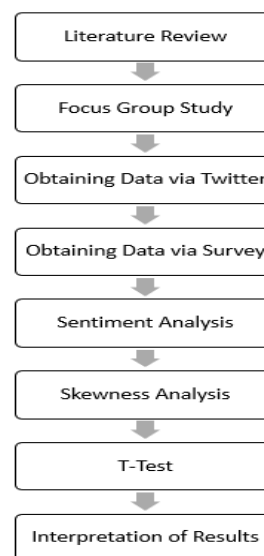 Literature Review
Focus Group Study
Obtaining Data via Twitter
Obtaining Data via Survey
Sentiment Analysis
Skewness Analysis
T-Test
Interpretation of Results